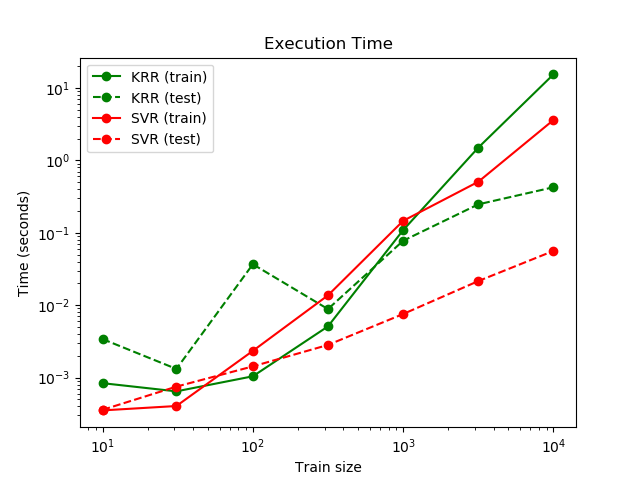 Execution Time
KRR (train)
KRR (test)
SVR (train)
SVR (test)
Time (seconds)
10¹
10⁰
10⁻¹
10⁻²
10⁻³
10¹ 10² 10³ 10⁴
Train size